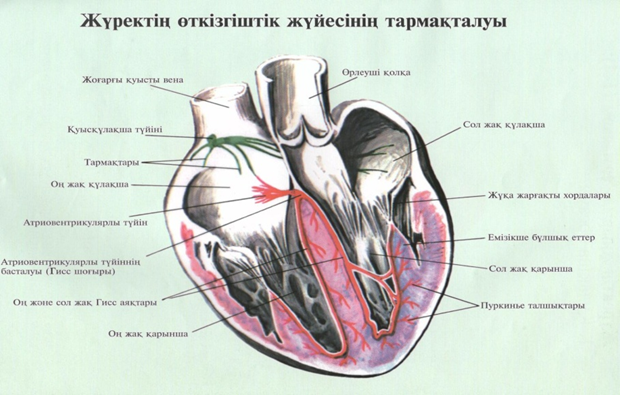 Жүректің өткізгіштік жүйесінің тармақталуы
Жоғарғы қуысты вена
Өрлеуші қолқа
Қуысқұлақша түйіні
Сол жақ құлақша
Тармақтары
Оң жақ құлақша
Жұқа жарғақты хордалары
Атриовентрикулярлы түйін
Емізікше бұлшық еттер
Атриовентрикулярлы түйіннің
басталуы (Гисс шоғыры)
Сол жақ қарынша
Оң және сол жақ Гисс аяқтары
Пуркинье талшықтары
Оң жақ қарынша